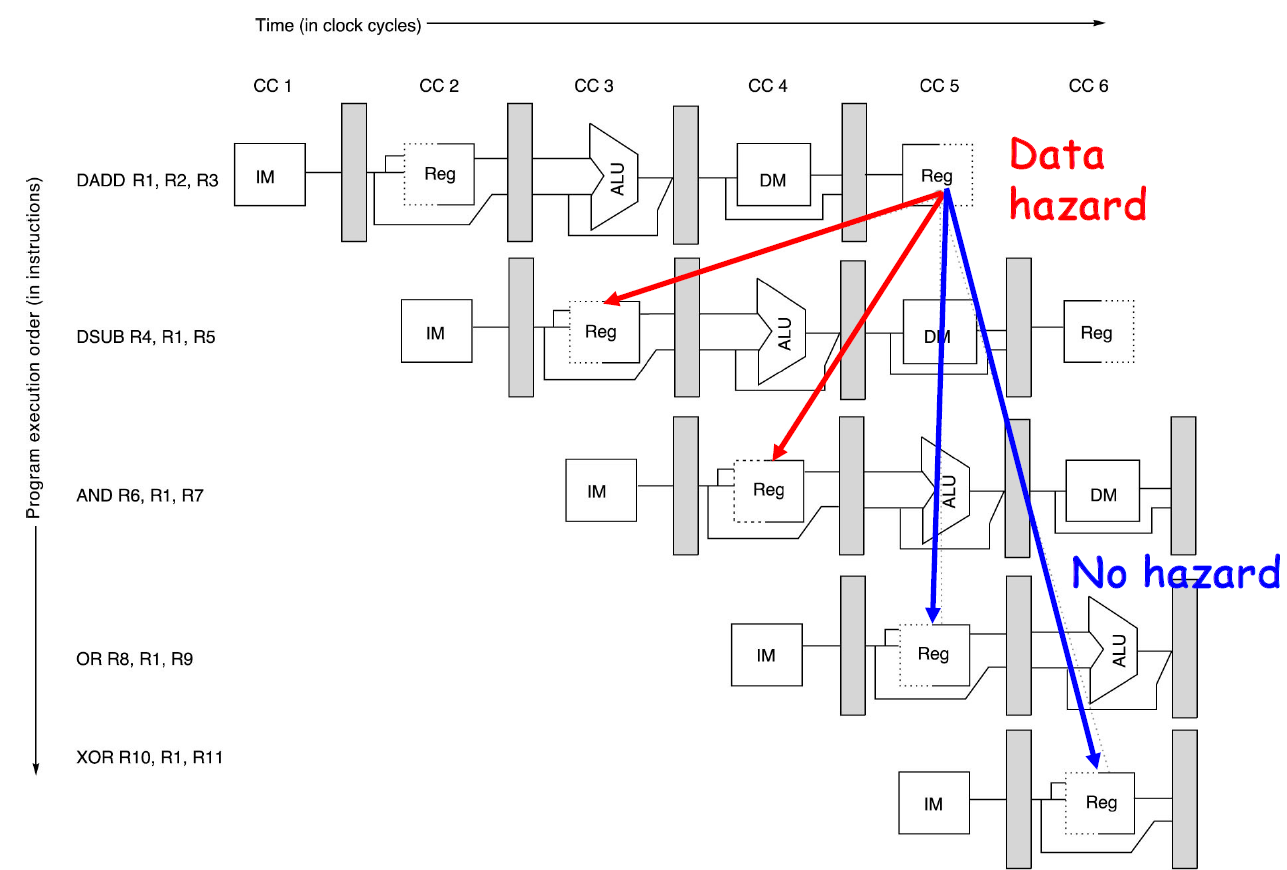 Time (in clock cycles)
CC 1 CC 2 CC 3 CC 4 CC 5 CC 6
Program execution order (in instructions)
DADD R1, R2, R3 IM Reg ALU DM Reg
Data
hazard
DSUB R4, R1, R5 IM Reg ALU DM Reg
AND R6, R1, R7 IM Reg ALU DM
No hazard
OR R8, R1, R9 IM Reg ALU
XOR R10, R1, R11
IM Reg